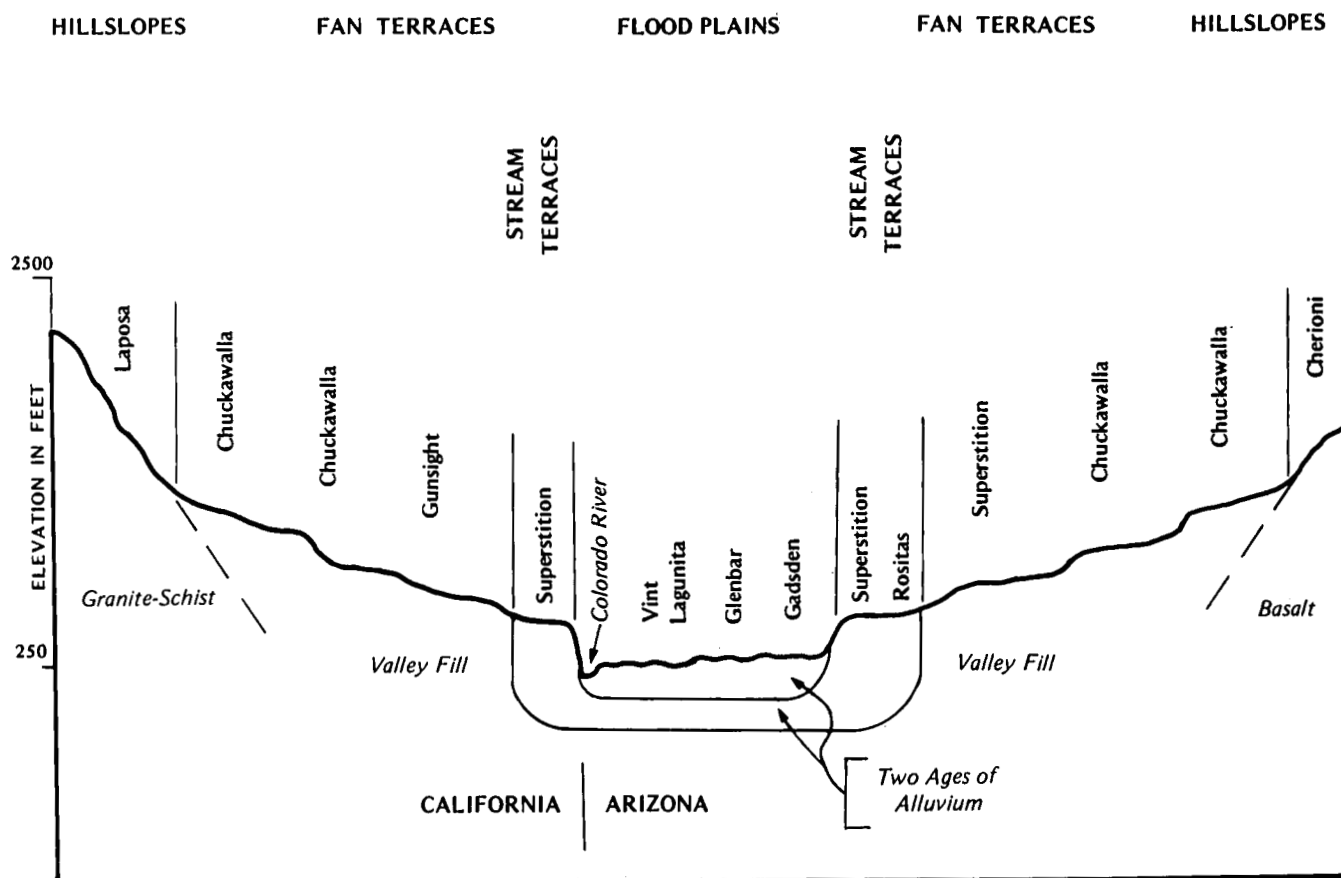 HILLSLOPES
FAN TERRACES
FLOOD PLAINS
FAN TERRACES
HILLSLOPES
STREAM
TERRACES
STREAM
TERRACES
2500
250
ELEVATION IN FEET
Laposa
Chuckawalla
Chuckawalla
Gunsight
Superstition
Colorado River
Vint
Lagunita
Glenbar
Gadsden
Superstition
Rositas
Superstition
Chuckawalla
Chuckawalla
Cherioni
Granite-Schist
Valley Fill
Valley Fill
Basalt
Two Ages of
Alluvium
CALIFORNIA
ARIZONA